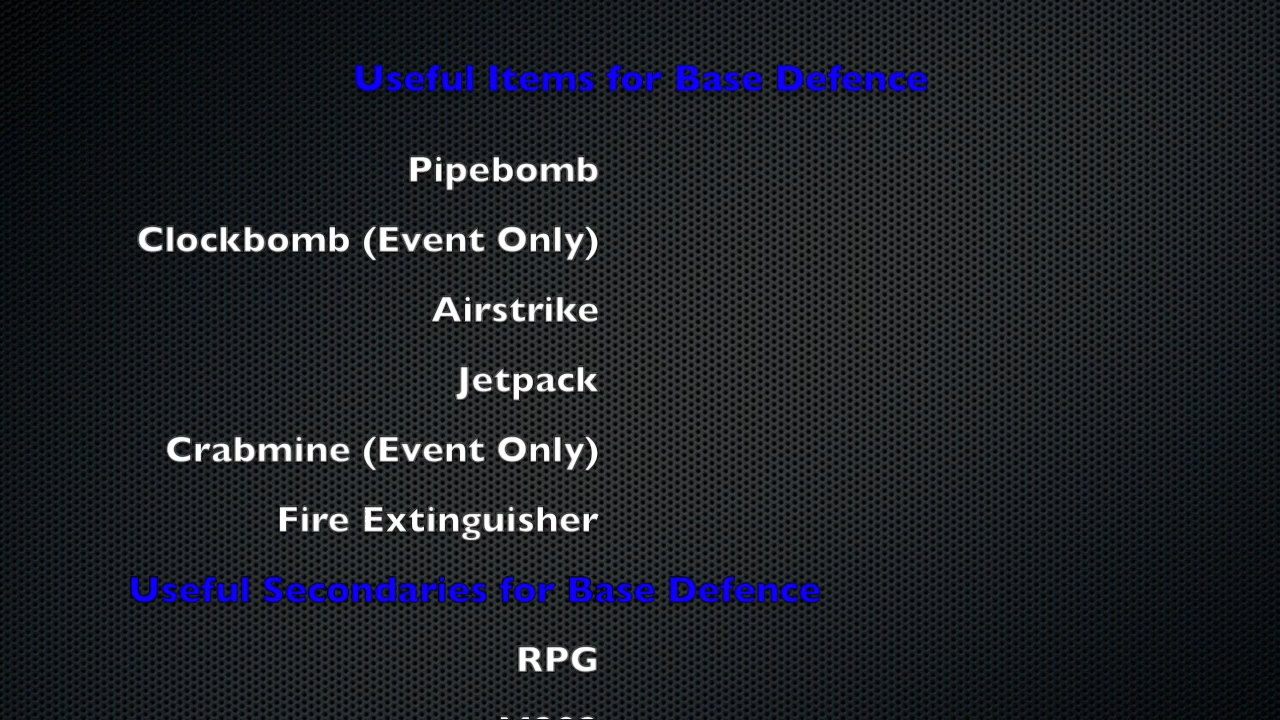 Useful Items for Base Defence
Pipebomb
Clockbomb (Event Only)
Airstrike
Jetpack
Crabmine (Event Only)
Fire Extinguisher
Useful Secondaries for Base Defence
RPG